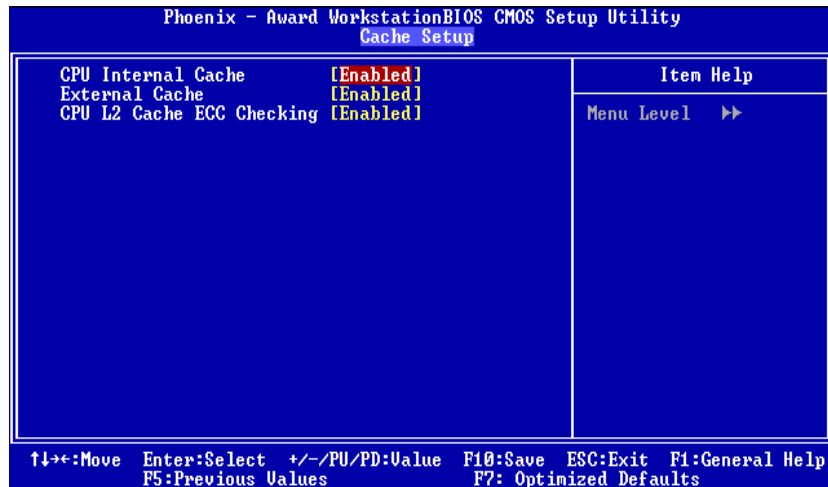 Phoenix - Award WorkstationBIOS CMOS Setup Utility
Cache Setup
CPU Internal Cache [Enabled]
External Cache [Enabled]
CPU L2 Cache ECC Checking [Enabled]
Item Help
Menu Level ▸▸
↑↓→←:Move Enter:Select +/-/PU/PD:Value F10:Save ESC:Exit F1:General Help
F5:Previous Values F7: Optimized Defaults